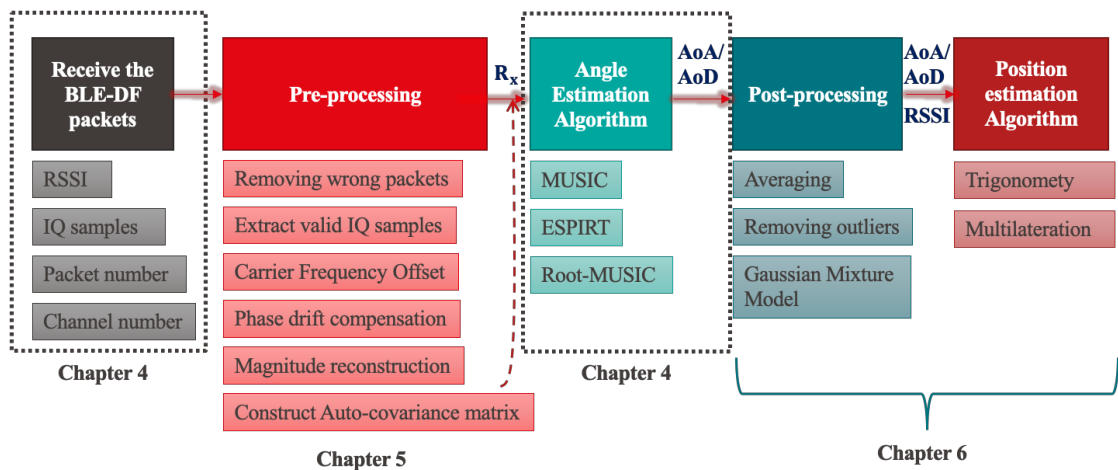 Receive the
BLE-DF
packets
Pre-processing
Rx
Angle
Estimation
Algorithm
AoA/
AoD
Post-processing
AoA/
AoD
RSSI
Position
estimation
Algorithm
RSSI
IQ samples
Packet number
Channel number
Chapter 4
Removing wrong packets
Extract valid IQ samples
Carrier Frequency Offset
Phase drift compensation
Magnitude reconstruction
Construct Auto-covariance matrix
Chapter 5
MUSIC
ESPIRT
Root-MUSIC
Chapter 4
Averaging
Removing outliers
Gaussian Mixture
Model
Trigonomety
Multilateration
Chapter 6